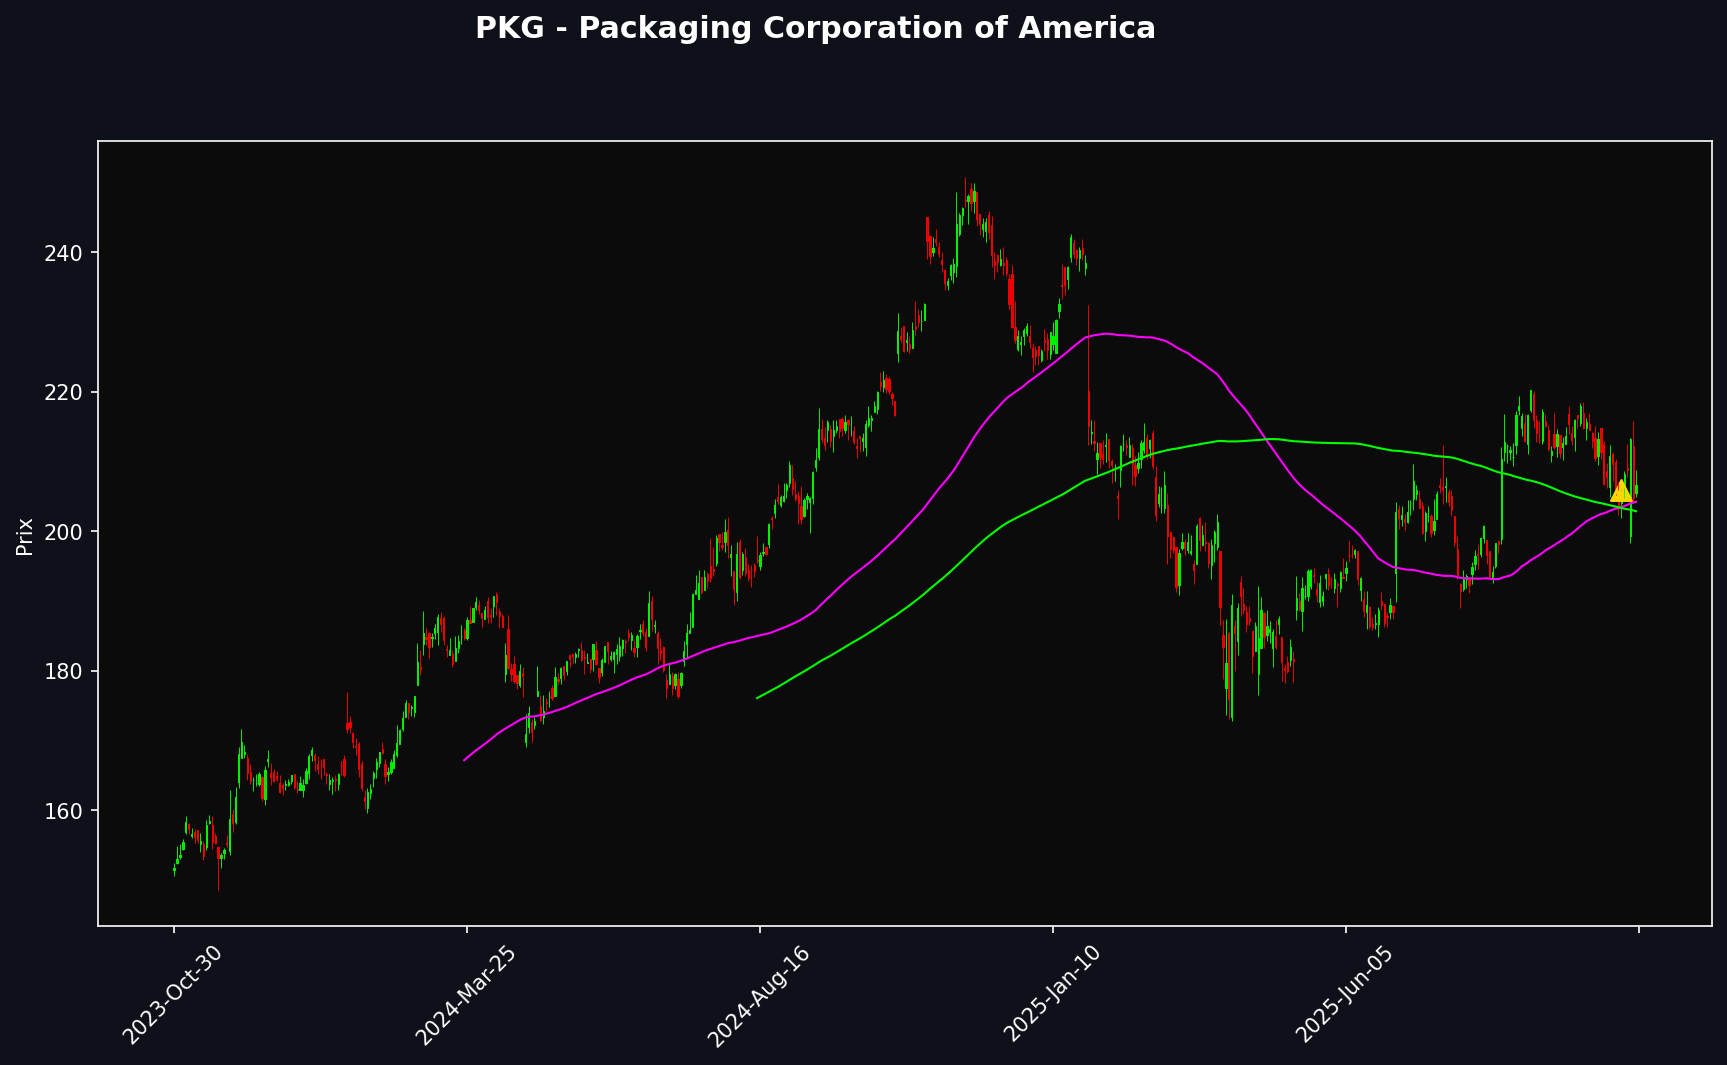 PKG - Packaging Corporation of America
Prix
240
220
200
180
160
2023-Oct-30
2024-Mar-25
2024-Aug-16
2025-Jan-10
2025-Jun-05